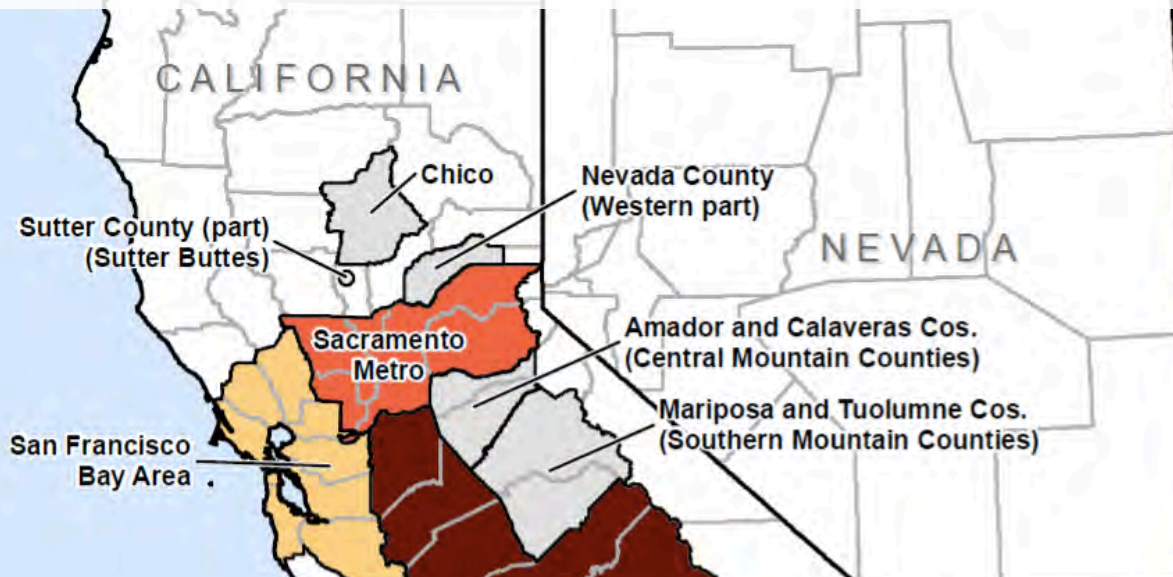 CALIFORNIA
Chico
Nevada County
(Western part)
Sutter County (part)
(Sutter Buttes)
NEVADA
Sacramento
Metro
Amador and Calaveras Cos.
(Central Mountain Counties)
Mariposa and Tuolumne Cos.
(Southern Mountain Counties)
San Francisco
Bay Area